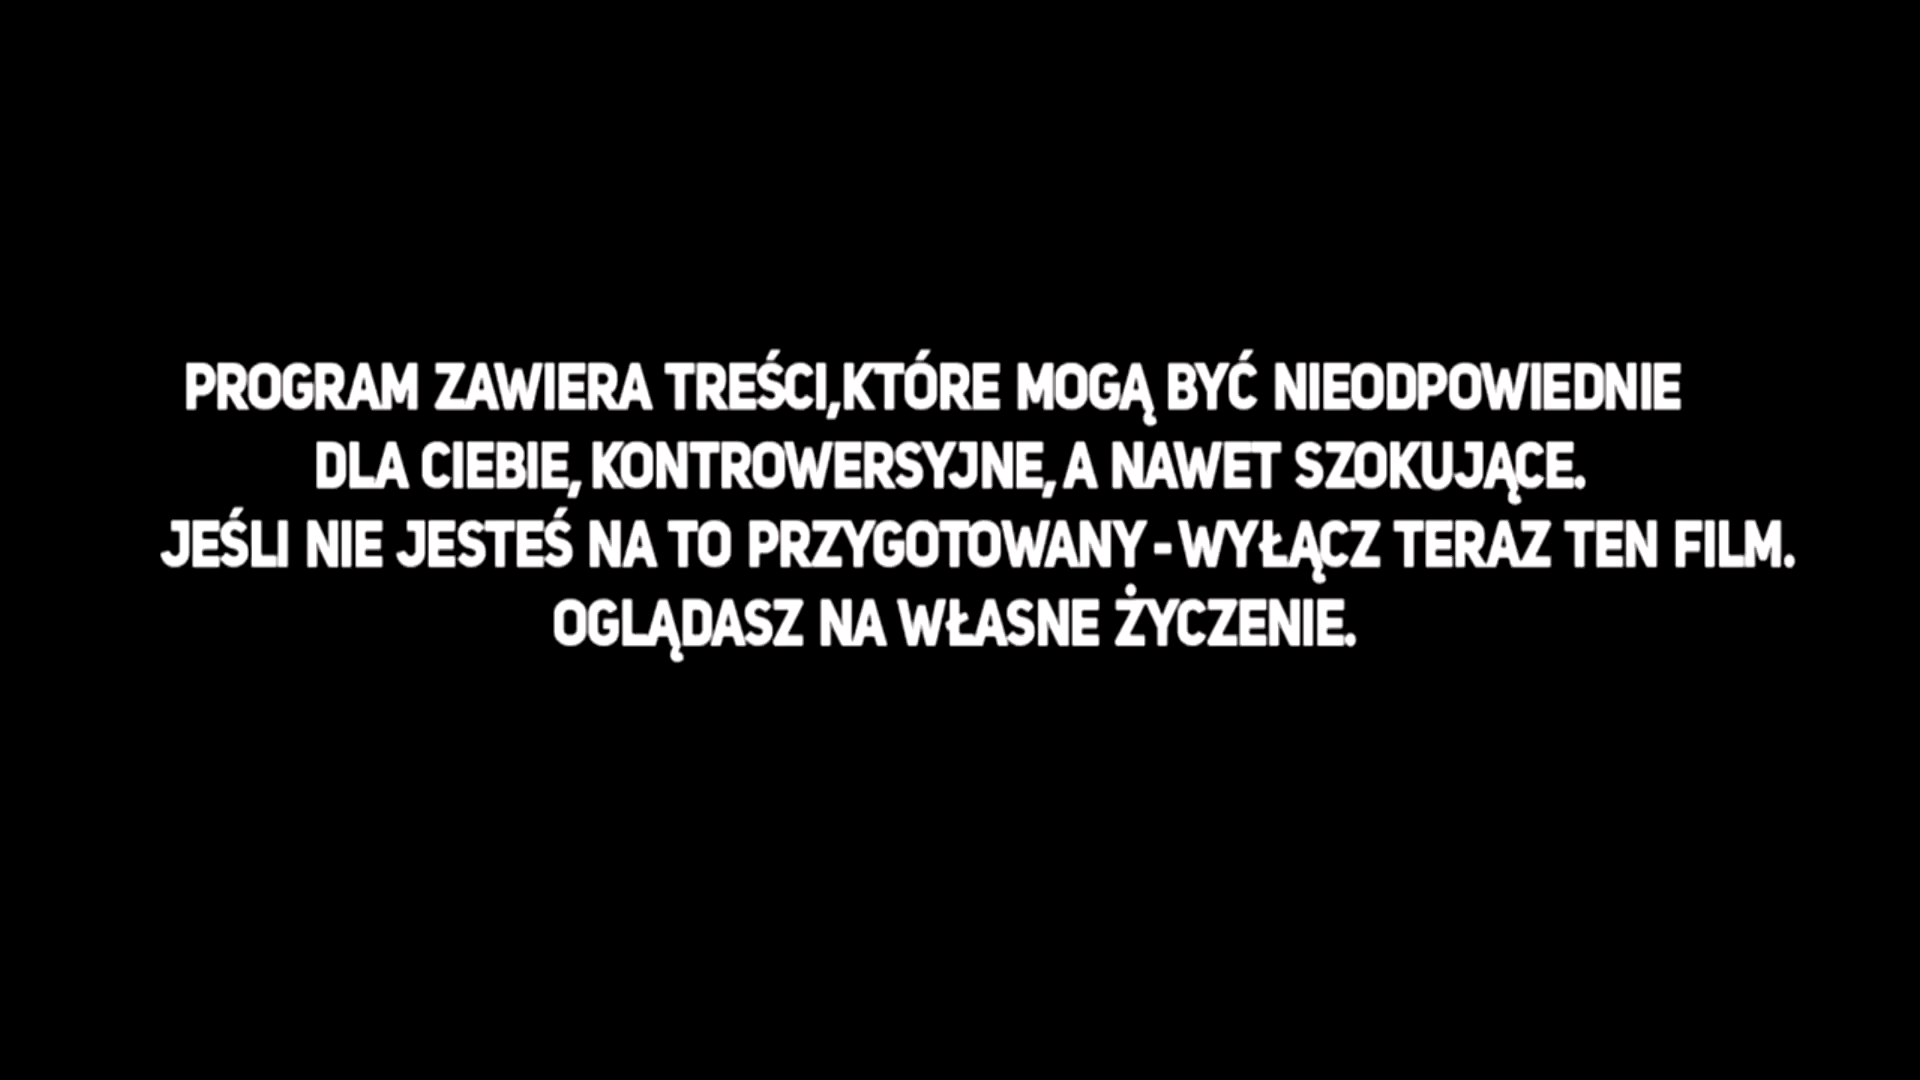 PROGRAM ZAWIERA TREŚCI,KTÓRE MOGĄ BYĆ NIEODPOWIEDNIE
DLA CIEBIE, KONTROWERSYJNE, A NAWET SZOKUJĄCE.
JEŚLI NIE JESTEŚ NA TO PRZYGOTOWANY - WYŁĄCZ TERAZ TEN FILM.
OGLĄDASZ NA WŁASNE ŻYCZENIE.